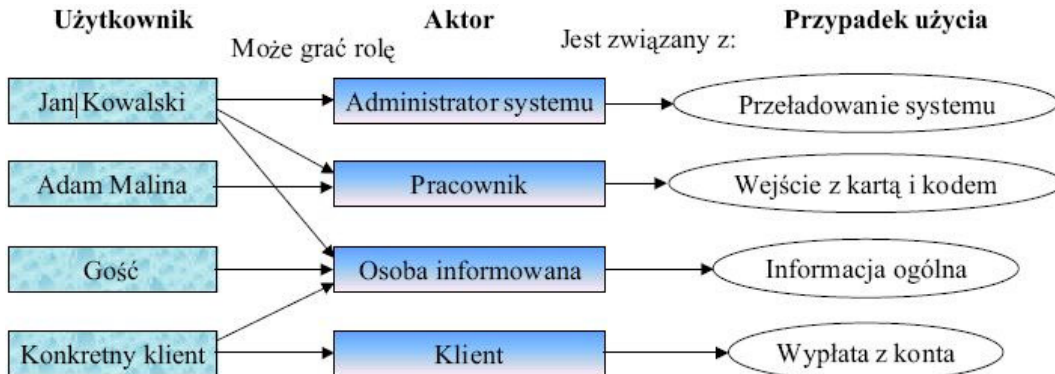 Użytkownik Aktor Przypadek użycia
Może grać rolę Jest związany z:
Jan Kowalski Administrator systemu Przeładowanie systemu
Adam Malina Pracownik Wejście z kartą i kodem
Gość Osoba informowana Informacja ogólna
Konkretny klient Klient Wypłata z konta